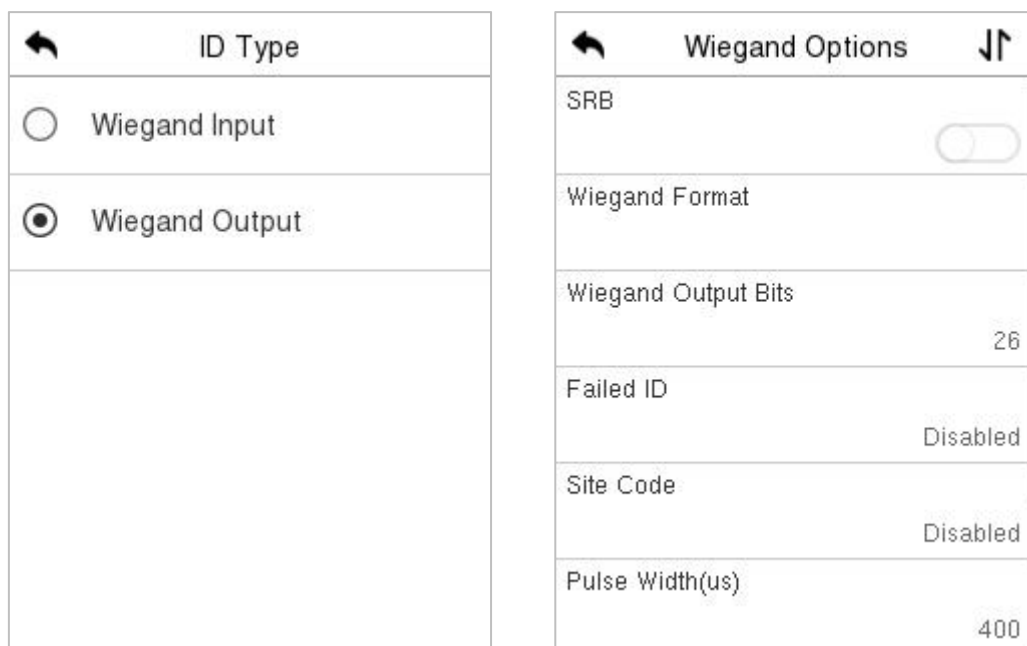 ID Type
Wiegand Input
Wiegand Output
Wiegand Options
SRB
Wiegand Format
Wiegand Output Bits
26
Failed ID
Disabled
Site Code
Disabled
Pulse Width(us)
400